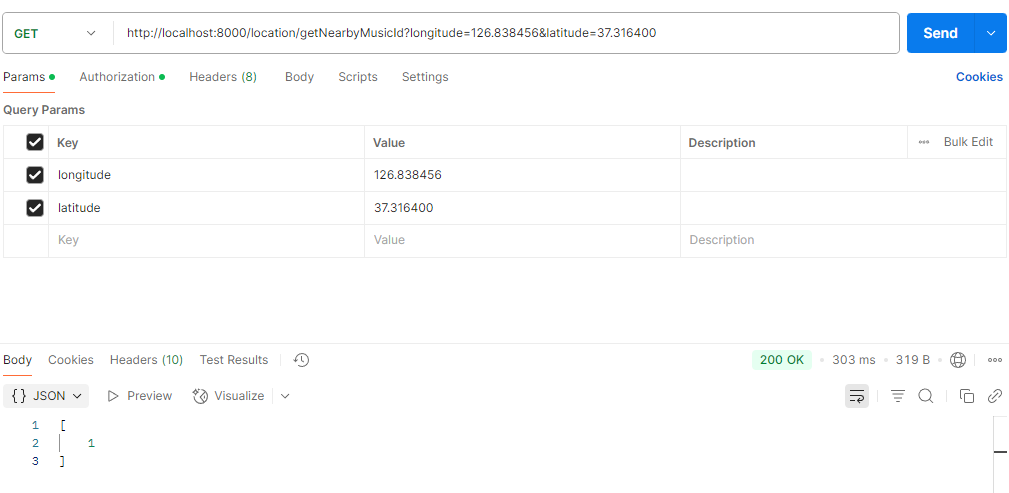 GET http://localhost:8000/location/getNearbyMusicId?longitude=126.838456&latitude=37.316400 Send
Params Authorization Headers (8) Body Scripts Settings Cookies
Query Params
Key Value Description Bulk Edit
longitude 126.838456
latitude 37.316400
Key Value Description
Body Cookies Headers (10) Test Results 200 OK 303 ms 319 B
{} JSON Preview Visualize
1 [
2 1
3 ]